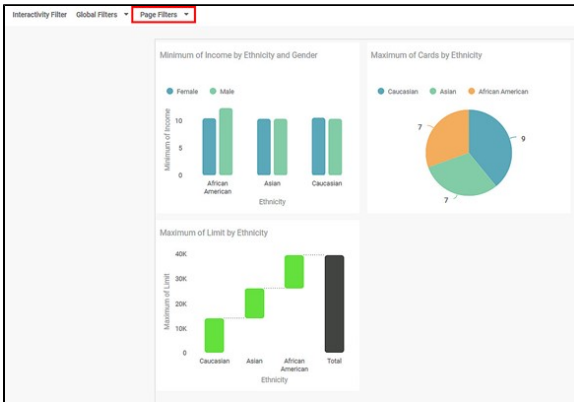 Interactivity Filter Global Filters Page Filters
Minimum of Income by Ethnicity and Gender
Female Male
Minimum of Income
10
5
0
African American
Asian
Caucasian
Ethnicity
Maximum of Cards by Ethnicity
Caucasian Asian African American
7
9
7
Maximum of Limit by Ethnicity
Maximum of Limit
40K
30K
20K
10K
0
Caucasian
Asian
African American
Total
Ethnicity